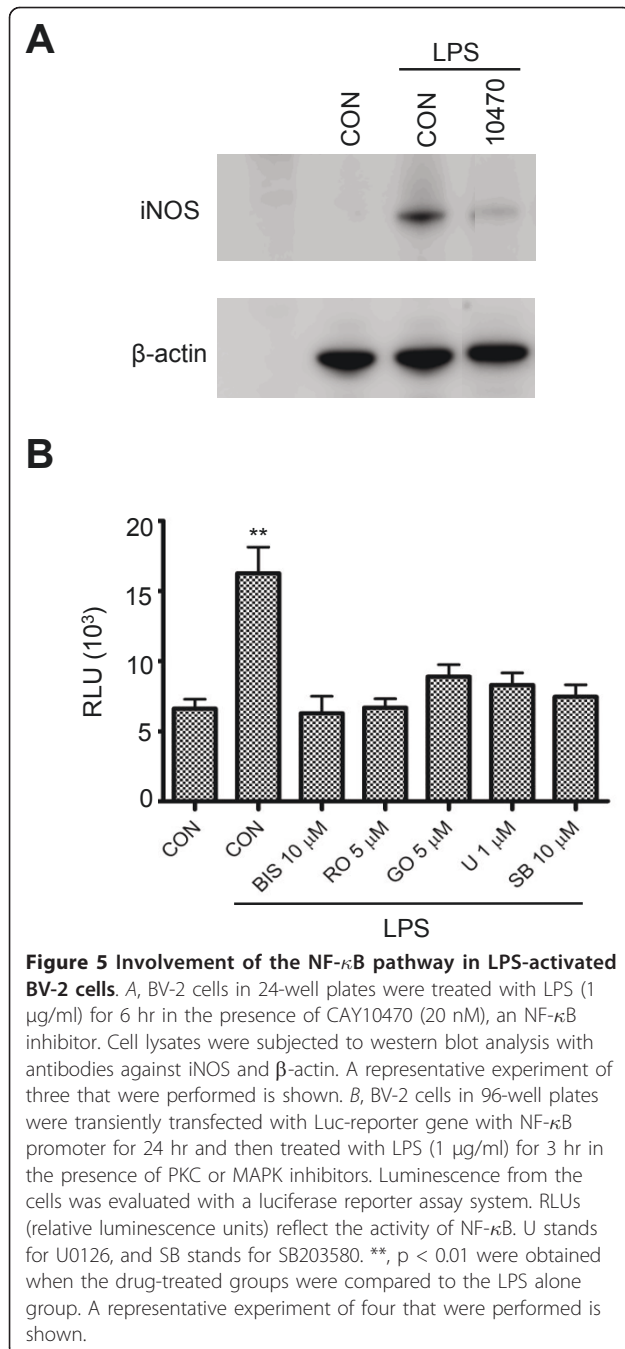 A
LPS
CON
CON
10470
iNOS
β-actin
B
20
15
10
5
0
RLU (10³)
**
CON
CON
BIS 10 μM
RO 5 μM
GO 5 μM
U 1 μM
SB 10 μM
LPS
Figure 5 Involvement of the NF-κB pathway in LPS-activated
BV-2 cells. A, BV-2 cells in 24-well plates were treated with LPS (1
μg/ml) for 6 hr in the presence of CAY10470 (20 nM), an NF-κB
inhibitor. Cell lysates were subjected to western blot analysis with
antibodies against iNOS and β-actin. A representative experiment of
three that were performed is shown. B, BV-2 cells in 96-well plates
were transiently transfected with Luc-reporter gene with NF-κB
promoter for 24 hr and then treated with LPS (1 μg/ml) for 3 hr in
the presence of PKC or MAPK inhibitors. Luminescence from the
cells was evaluated with a luciferase reporter assay system. RLUs
(relative luminescence units) reflect the activity of NF-κB. U stands
for U0126, and SB stands for SB203580. **, p < 0.01 were obtained
when the drug-treated groups were compared to the LPS alone
group. A representative experiment of four that were performed is
shown.